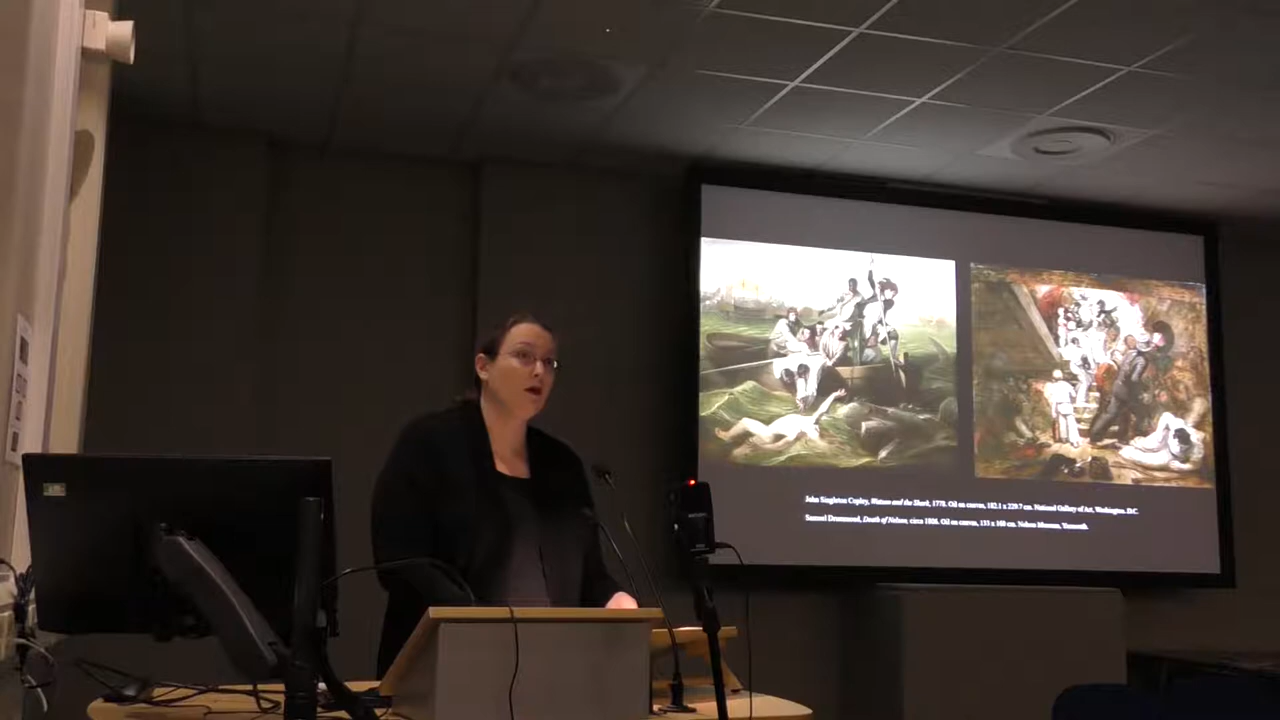 John Singleton Copley, Watson and the Shark, 1778. Oil on canvas, 182.1 x 229.7 cm. National Gallery of Art, Washington. D.C.
Samuel Drummond, Death of Nelson, circa 1806. Oil on canvas, 133 x 160 cm. Nelson Museum, Yarmouth.